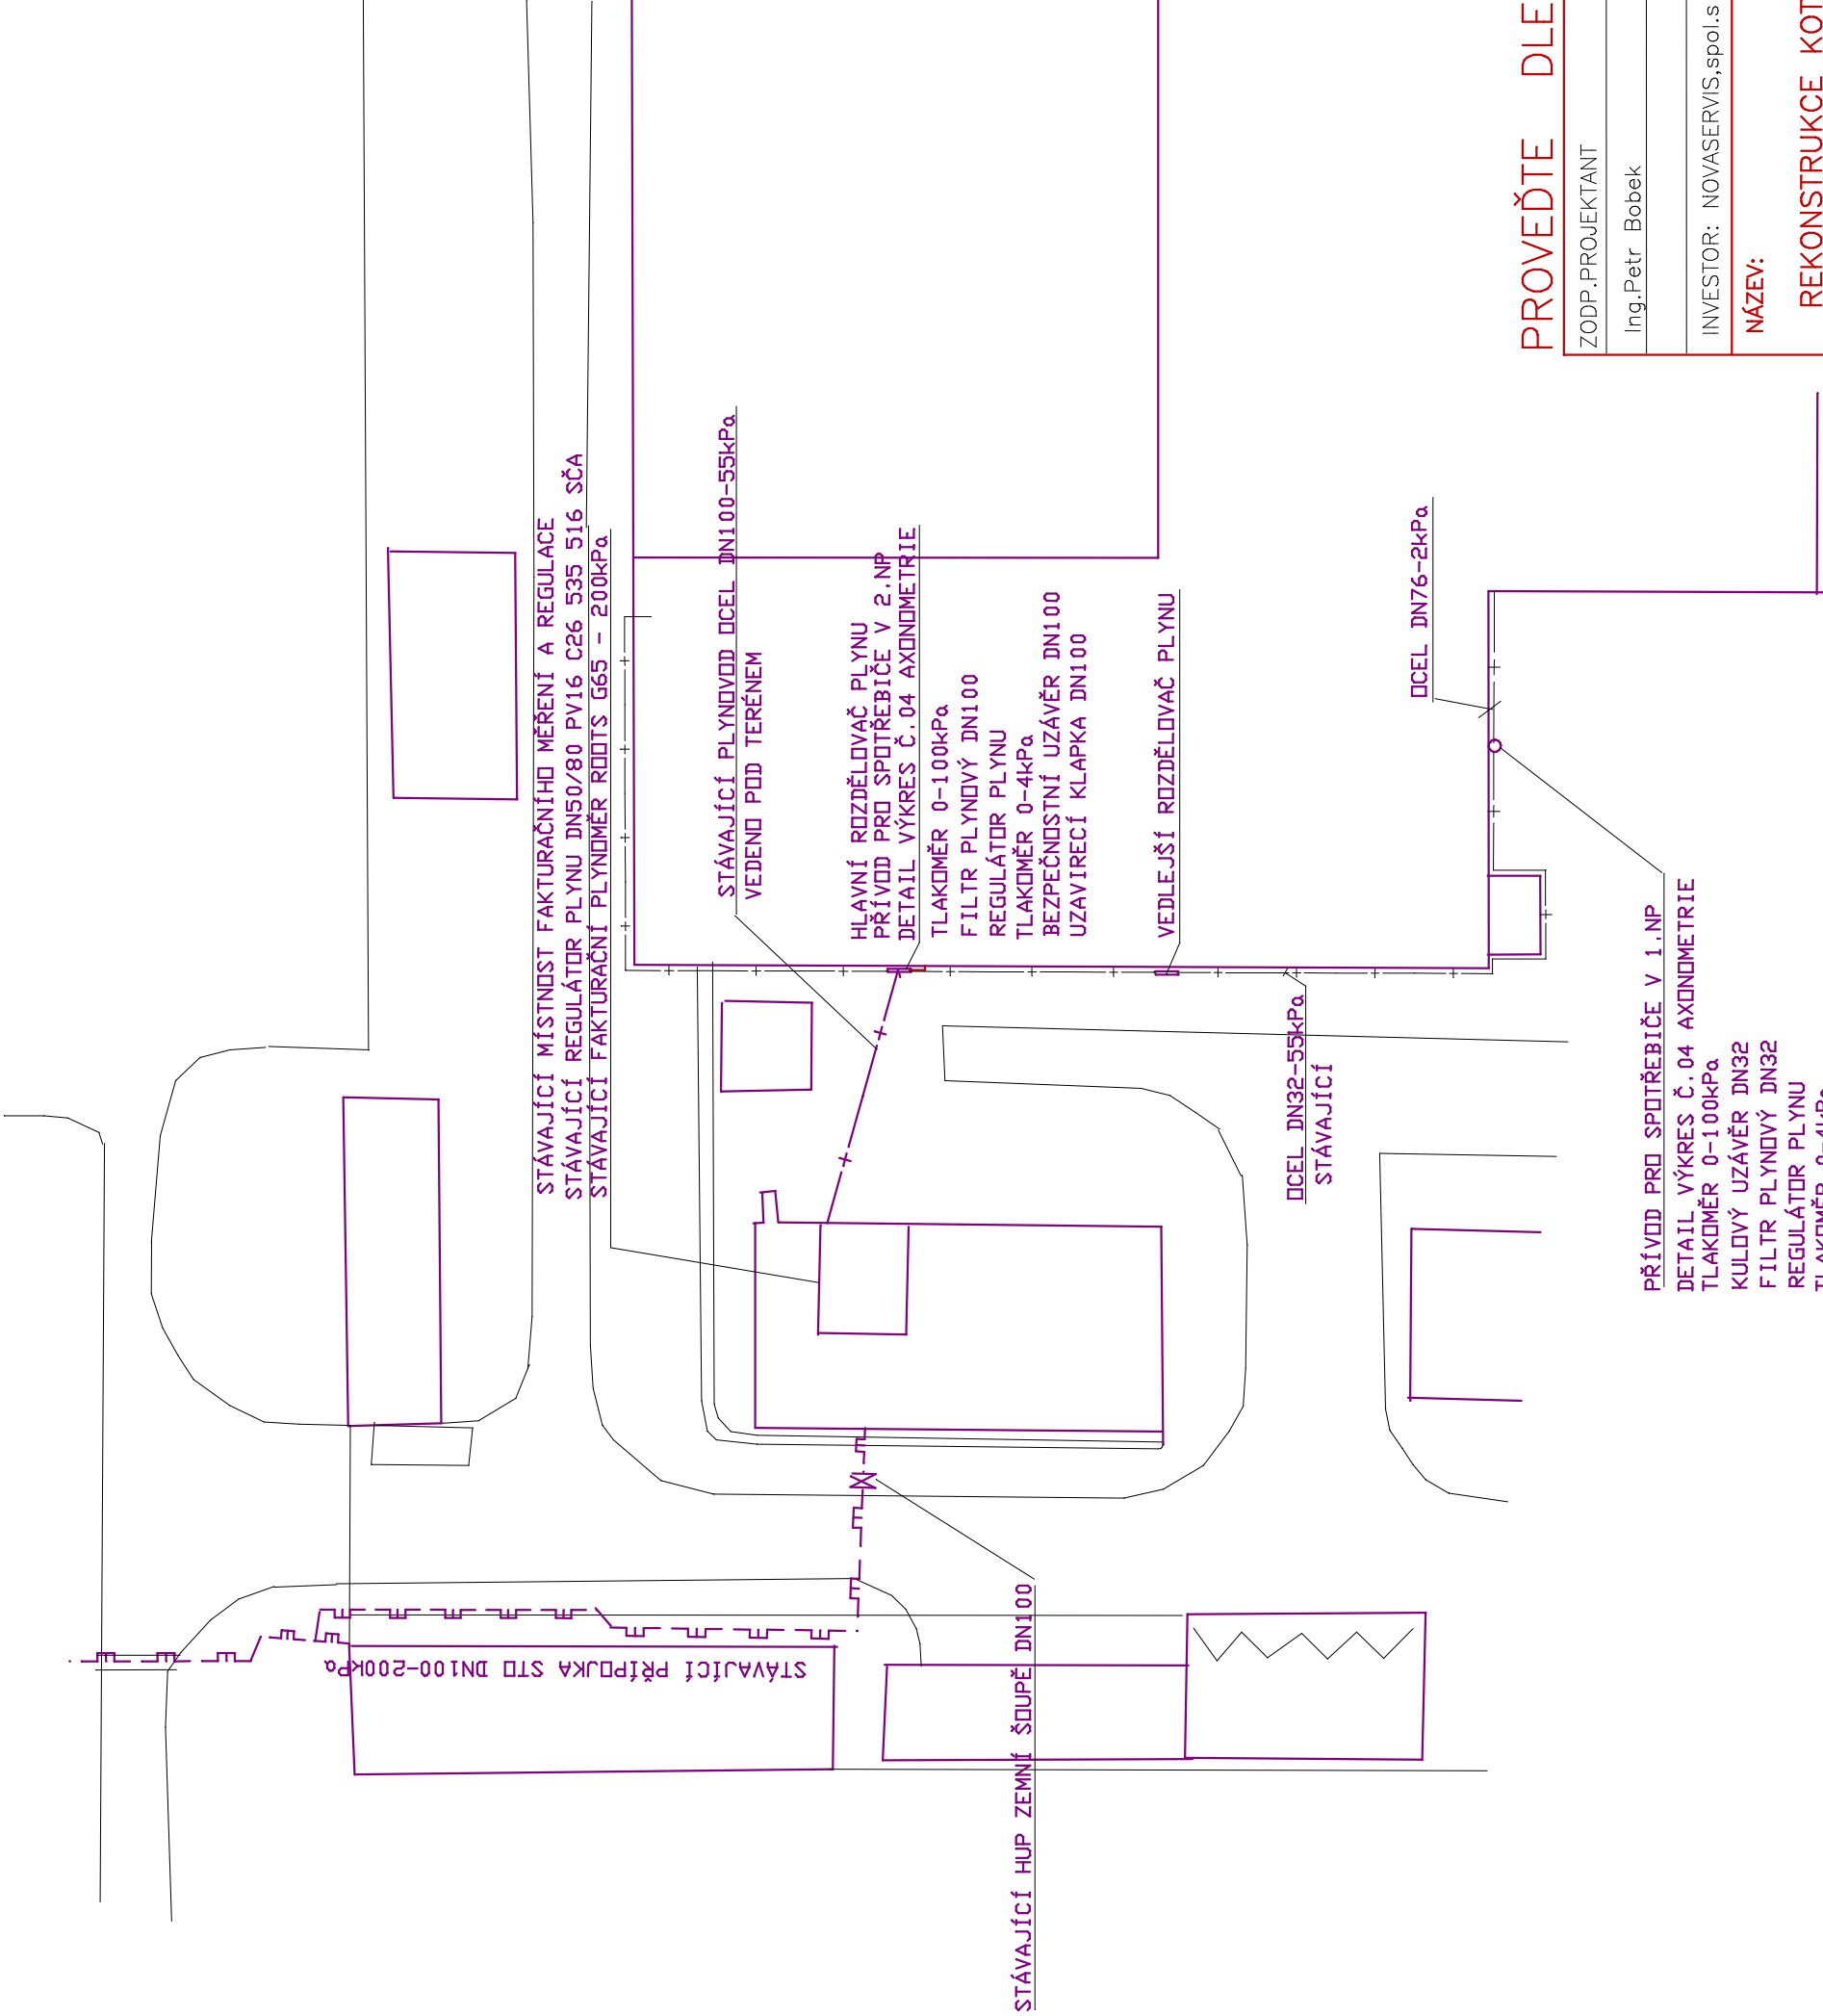 STÁVAJÍCÍ MÍSTNOST FAKTURAČNÍHO MĚŘENÍ A REGULACE
STÁVAJÍCÍ REGULÁTOR PLYNU DN50/80 PV16 C26 535 516 SČA
STÁVAJÍCÍ FAKTURAČNÍ PLYNOMĚR ROOTS G65 - 200kPa
STÁVAJÍCÍ PLYNOVOD OCEL DN100-55kPa
VEDENO POD TERÉNEM
HLAVNÍ ROZDĚLOVAČ PLYNU
PŘÍVOD PRO SPOTŘEBIČE V 2.NP
DETAIL VÝKRES Č.04 AXONOMETRIE
TLAKOMĚR 0-100kPa
FILTR PLYNOVÝ DN100
REGULÁTOR PLYNU
TLAKOMĚR 0-4kPa
BEZPEČNOSTNÍ UZÁVĚR DN100
UZAVIRECÍ KLAPKA DN100
VEDLEJŠÍ ROZDĚLOVAČ PLYNU
OCEL DN32-55kPa
STÁVAJÍCÍ
OCEL DN76-2kPa
PŘÍVOD PRO SPOTŘEBIČE V 1.NP
DETAIL VÝKRES Č.04 AXONOMETRIE
TLAKOMĚR 0-100kPa
KULOVÝ UZÁVĚR DN32
FILTR PLYNOVÝ DN32
REGULÁTOR PLYNU
TLAKOMĚR 0-4kPa
STÁVAJÍCÍ PŘÍPOJKA STO DN100-200kPa
STÁVAJÍCÍ HUP ZEMNÍ ŠOUPĚ DN100
PROVEĎTE DLE
ZODP.PROJEKTANT
Ing.Petr Bobek
INVESTOR: NOVASERVIS,spol.s
NÁZEV:
REKONSTRUKCE KOT